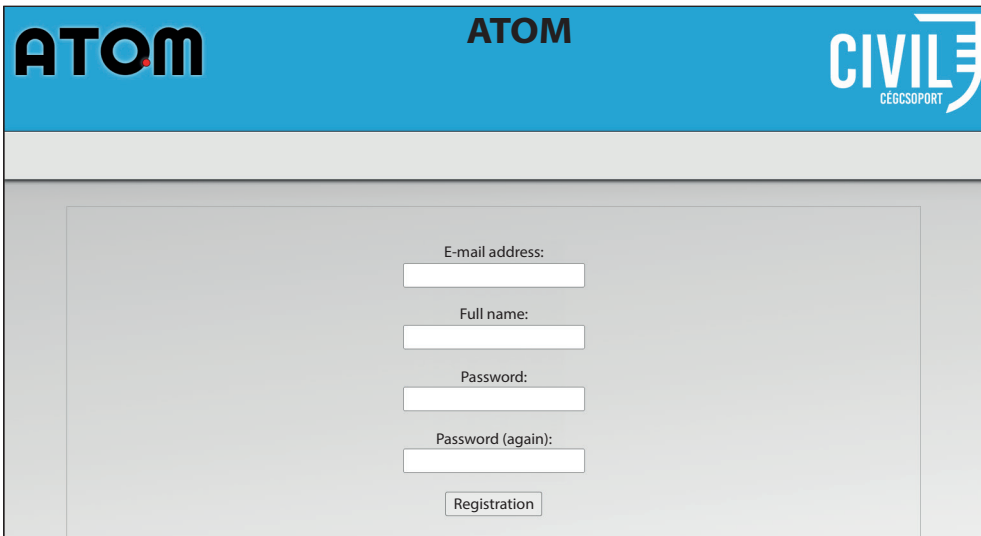 ATOM
ATOM
CIVIL
CÉGCSOPORT
E-mail address:
Full name:
Password:
Password (again):
Registration